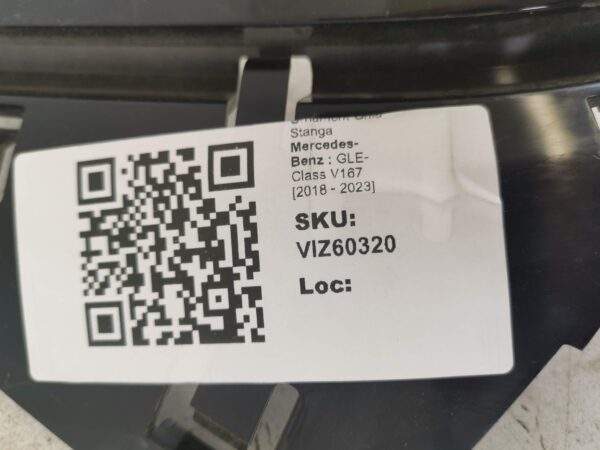 Stanga
Mercedes-
Benz : GLE-
Class V167
[2018 - 2023]
SKU:
VIZ60320
Loc: